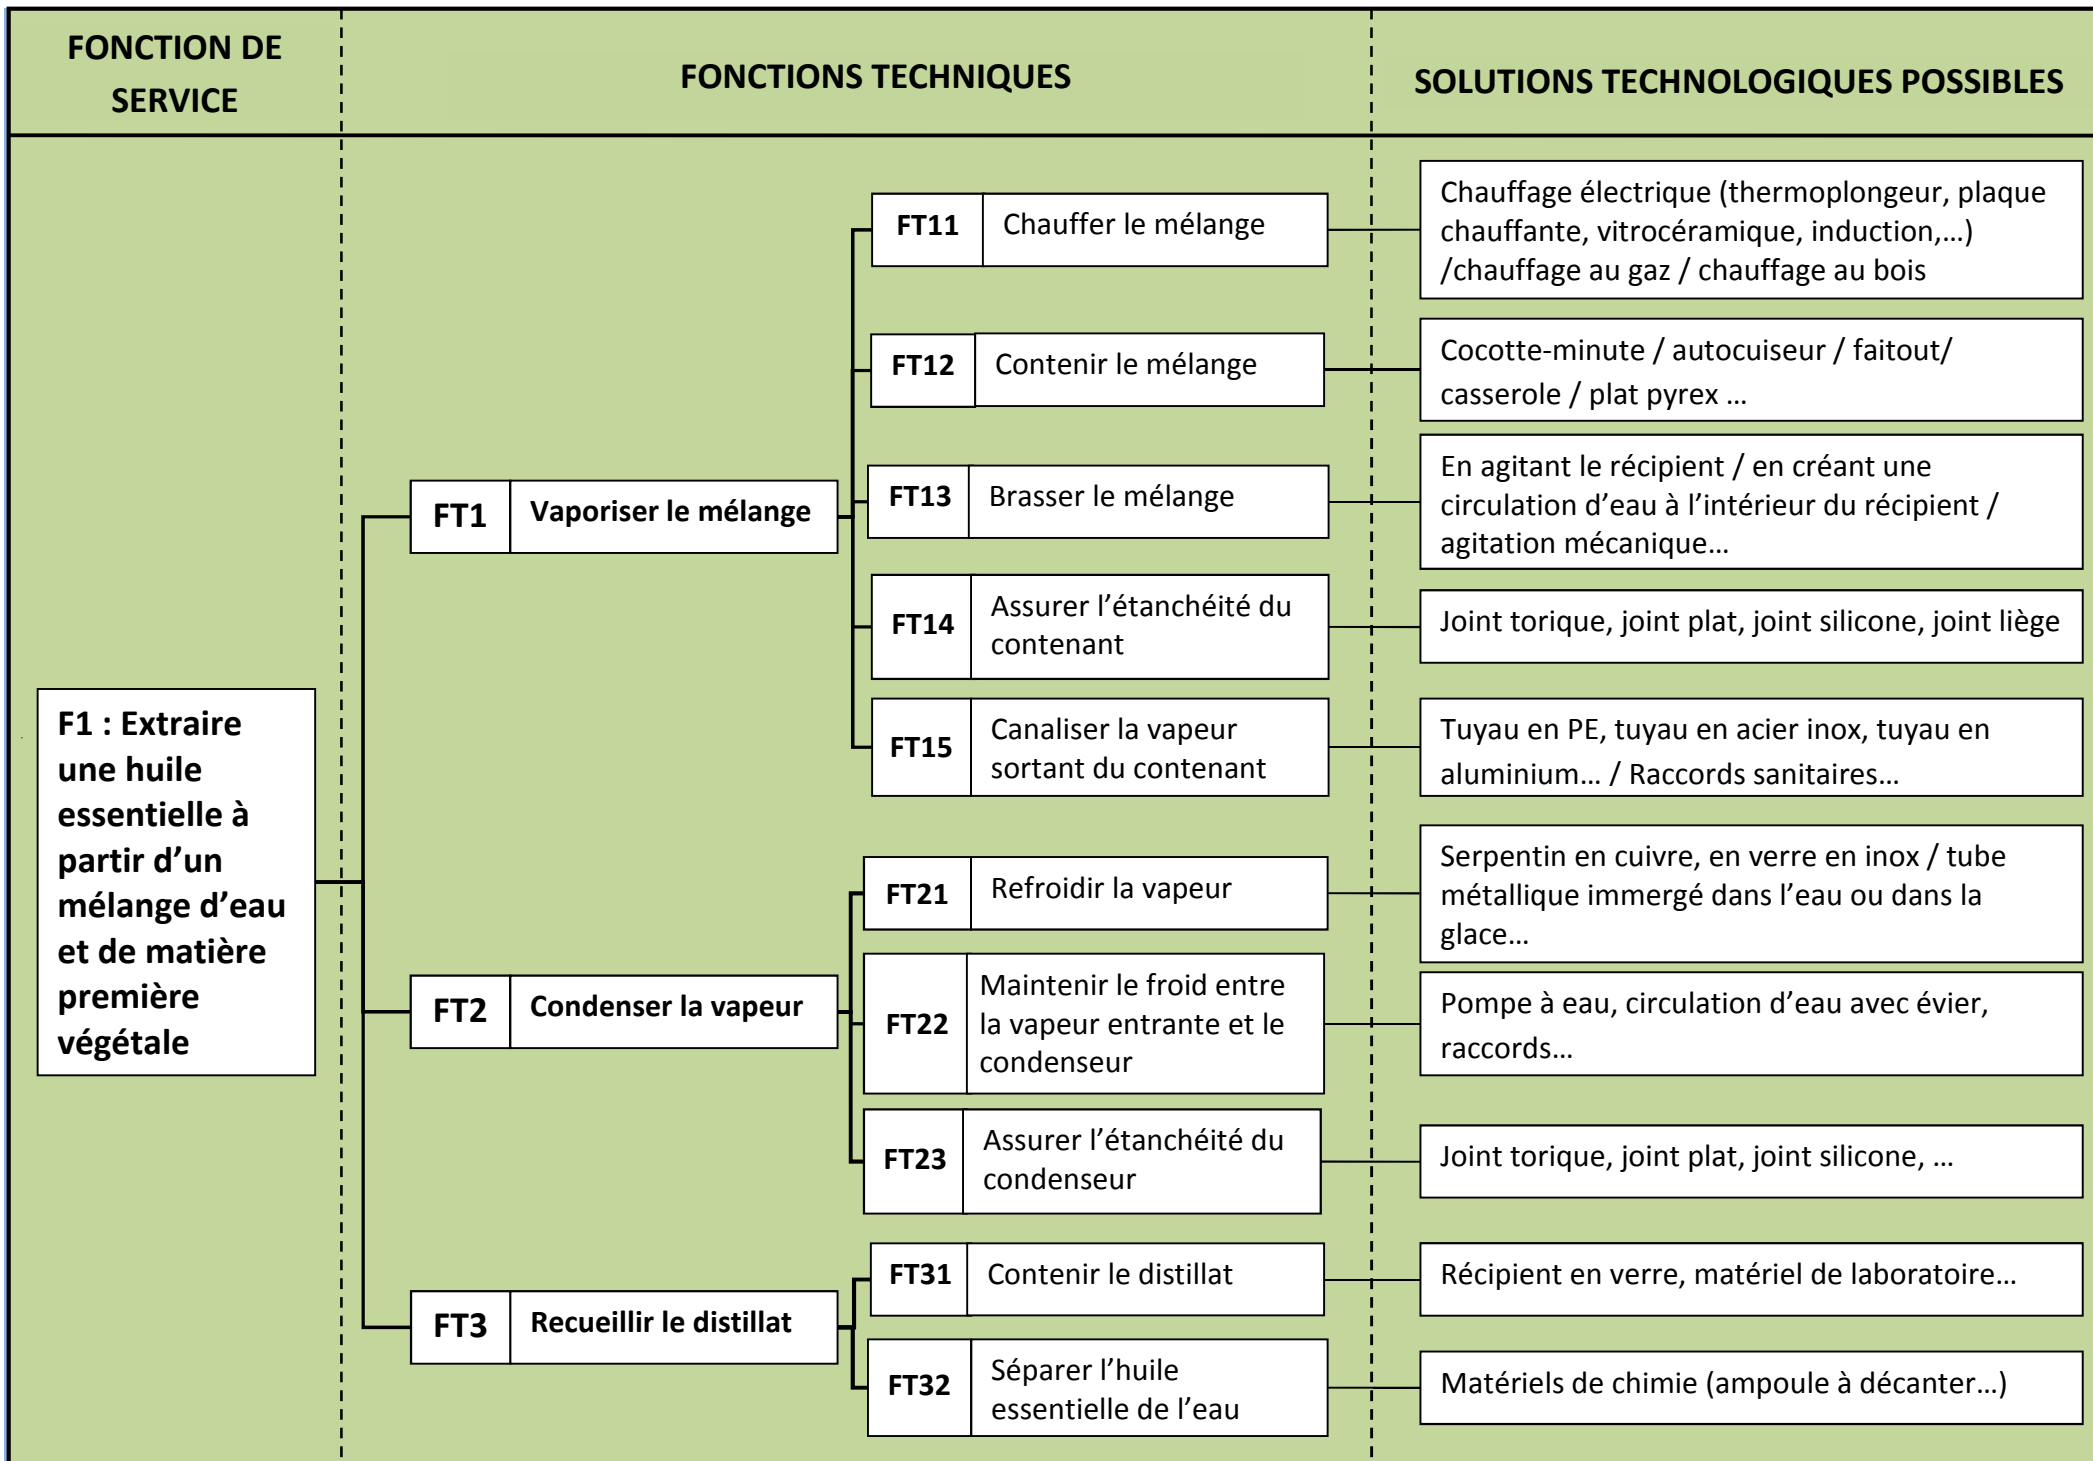 FONCTION DE
SERVICE
FONCTIONS TECHNIQUES
SOLUTIONS TECHNOLOGIQUES POSSIBLES
F1 : Extraire
une huile
essentielle à
partir d’un
mélange d’eau
et de matière
première
végétale
FT1
Vaporiser le mélange
FT11
Chauffer le mélange
Chauffage électrique (thermoplongeur, plaque
chauffante, vitrocéramique, induction,…)
/chauffage au gaz / chauffage au bois
FT12
Contenir le mélange
Cocotte-minute / autocuiseur / faitout/
casserole / plat pyrex …
FT13
Brasser le mélange
En agitant le récipient / en créant une
circulation d’eau à l’intérieur du récipient /
agitation mécanique…
FT14
Assurer l’étanchéité du
contenant
Joint torique, joint plat, joint silicone, joint liège
FT15
Canaliser la vapeur
sortant du contenant
Tuyau en PE, tuyau en acier inox, tuyau en
aluminium… / Raccords sanitaires…
FT2
Condenser la vapeur
FT21
Refroidir la vapeur
Serpentin en cuivre, en verre en inox / tube
métallique immergé dans l’eau ou dans la
glace…
FT22
Maintenir le froid entre
la vapeur entrante et le
condenseur
Pompe à eau, circulation d’eau avec évier,
raccords…
FT23
Assurer l’étanchéité du
condenseur
Joint torique, joint plat, joint silicone, …
FT3
Recueillir le distillat
FT31
Contenir le distillat
Récipient en verre, matériel de laboratoire…
FT32
Séparer l’huile
essentielle de l’eau
Matériels de chimie (ampoule à décanter…)